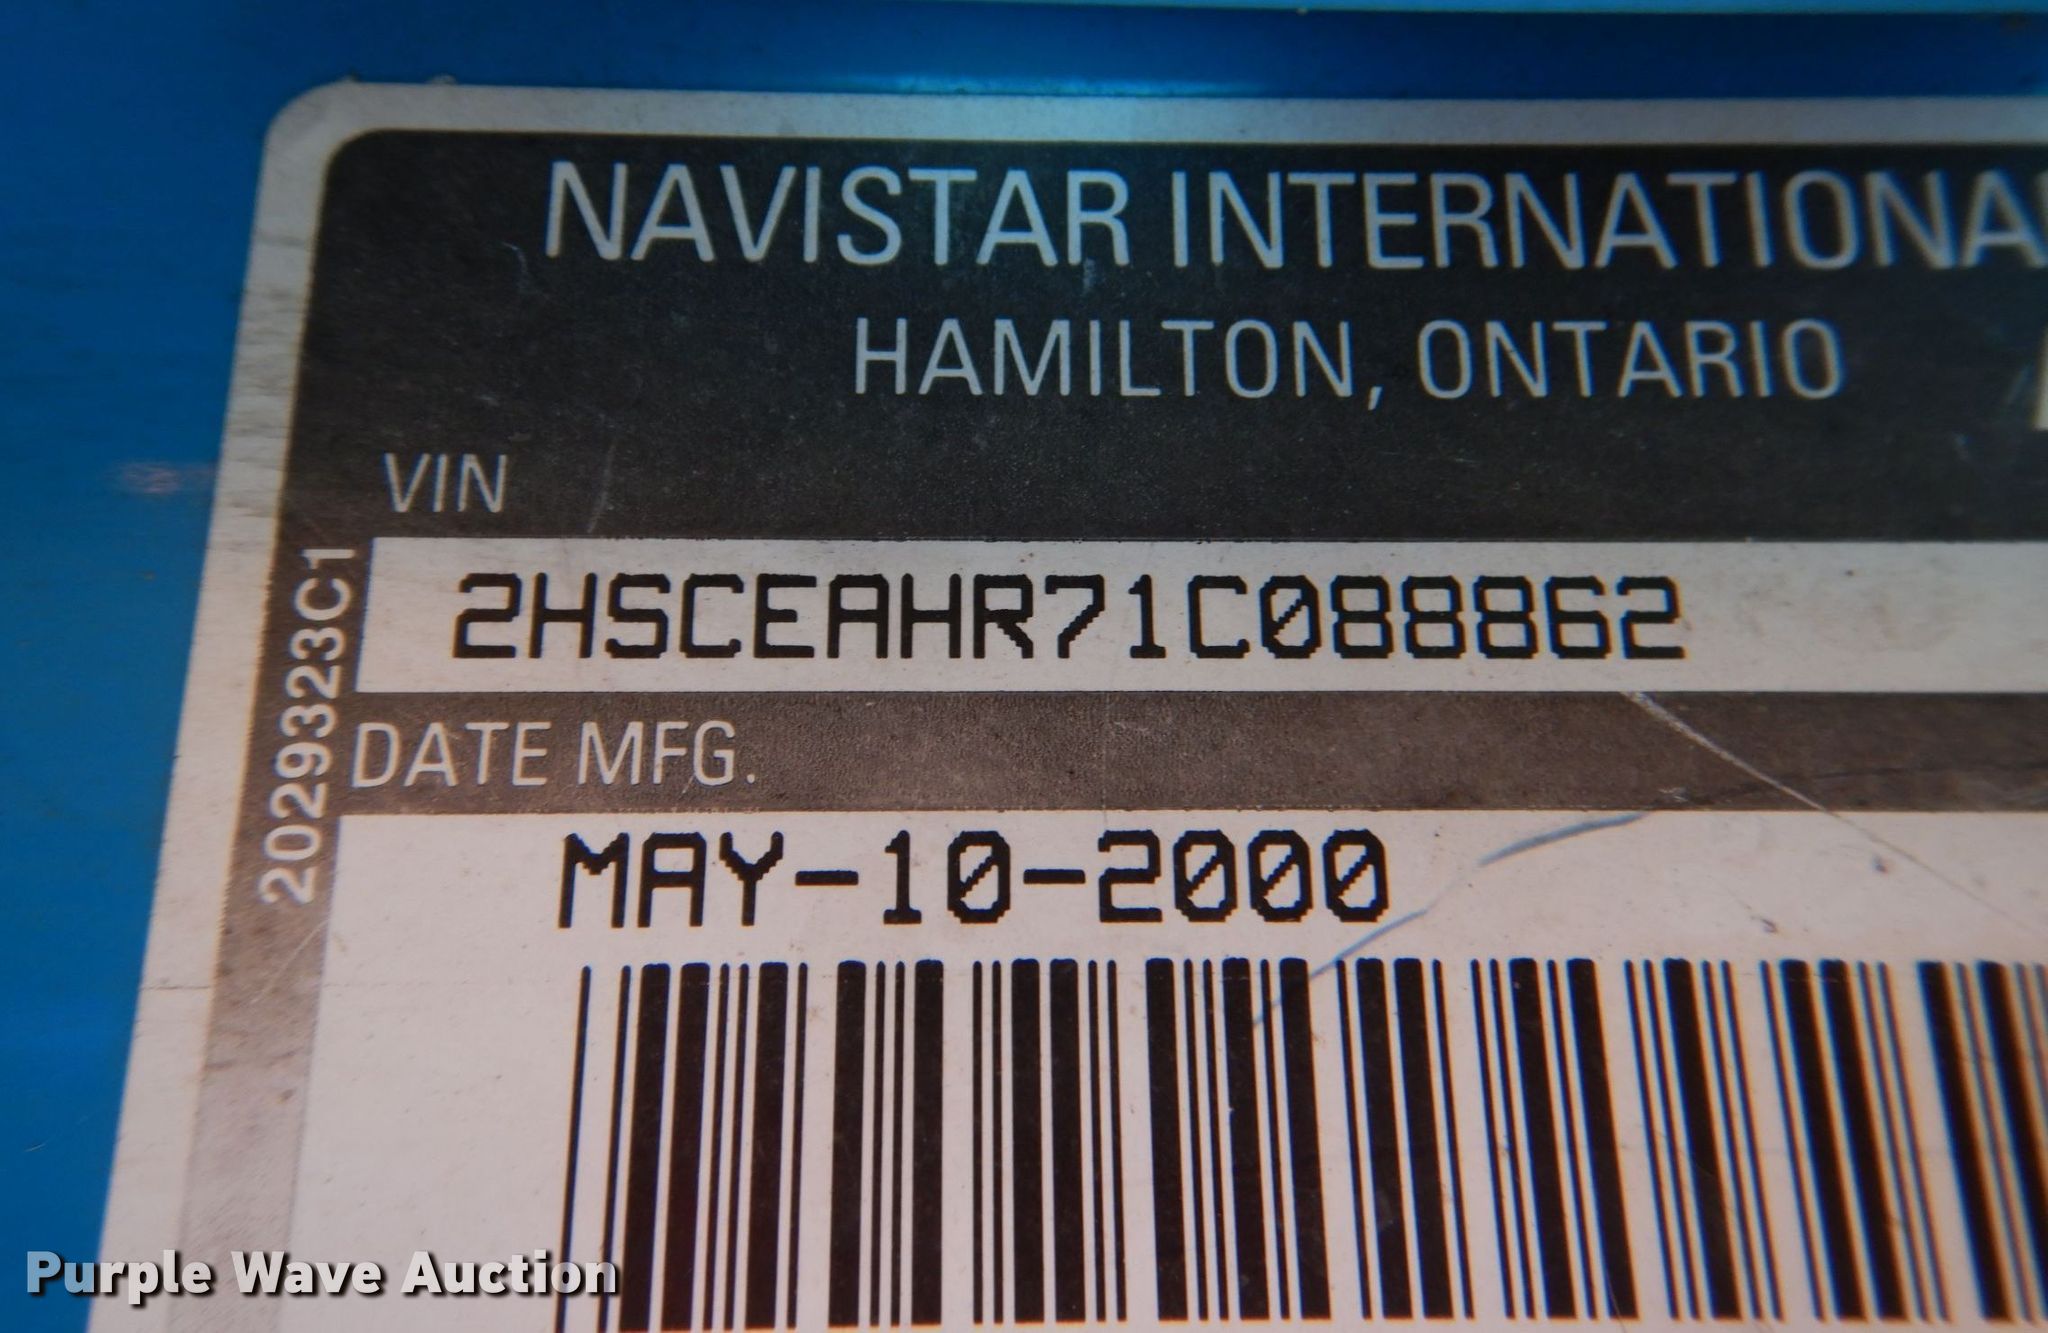 NAVISTAR INTERNATIONA
HAMILTON, ONTARIO
VIN
2HSCEAHR71C088862
2029323C1
DATE MFG.
MAY-10-2000
Purple Wave Auction